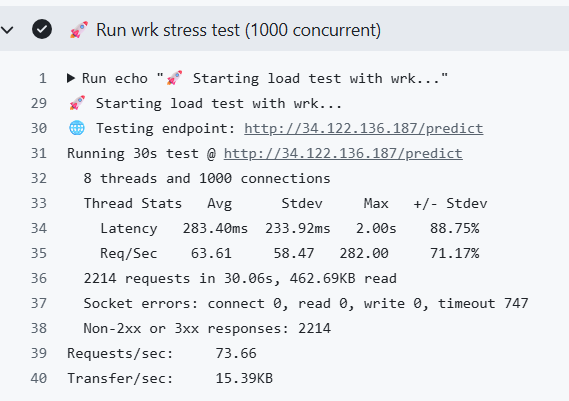 🚀 Run wrk stress test (1000 concurrent)
1 ▶ Run echo "🚀 Starting load test with wrk..."
29 🚀 Starting load test with wrk...
30 🌐 Testing endpoint: http://34.122.136.187/predict
31 Running 30s test @ http://34.122.136.187/predict
32 8 threads and 1000 connections
33 Thread Stats Avg Stdev Max +/- Stdev
34 Latency 283.40ms 233.92ms 2.00s 88.75%
35 Req/Sec 63.61 58.47 282.00 71.17%
36 2214 requests in 30.06s, 462.69KB read
37 Socket errors: connect 0, read 0, write 0, timeout 747
38 Non-2xx or 3xx responses: 2214
39 Requests/sec: 73.66
40 Transfer/sec: 15.39KB